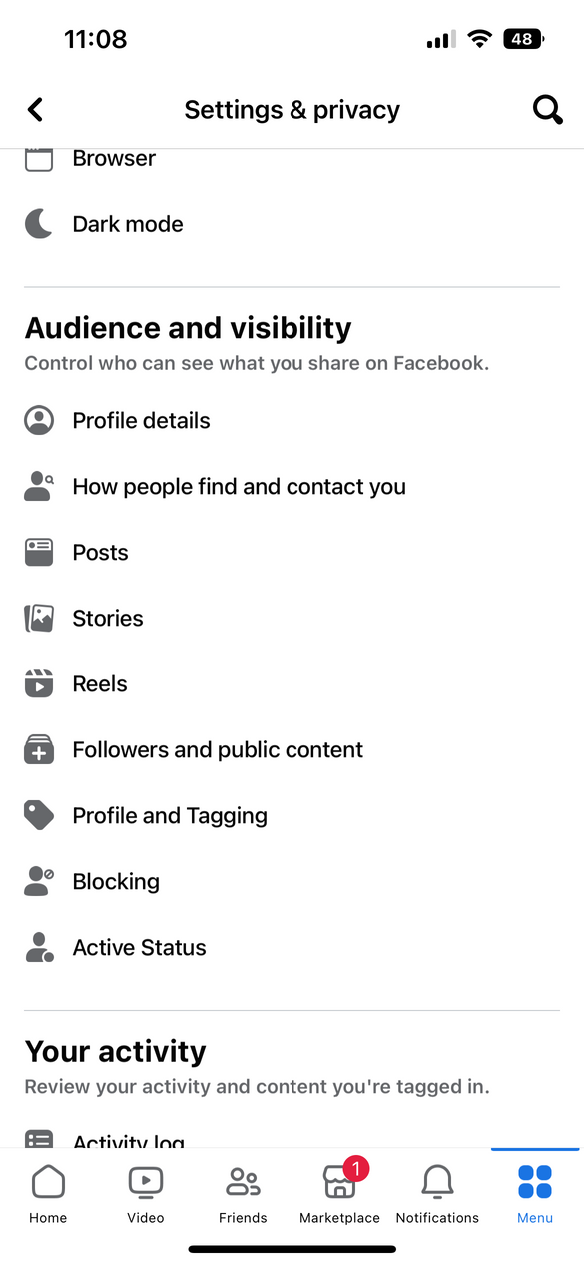 11:08
48
Settings & privacy
Browser
Dark mode
Audience and visibility
Control who can see what you share on Facebook.
Profile details
How people find and contact you
Posts
Stories
Reels
Followers and public content
Profile and Tagging
Blocking
Active Status
Your activity
Review your activity and content you're tagged in.
Activity log
1
Home
Video
Friends
Marketplace
Notifications
Menu